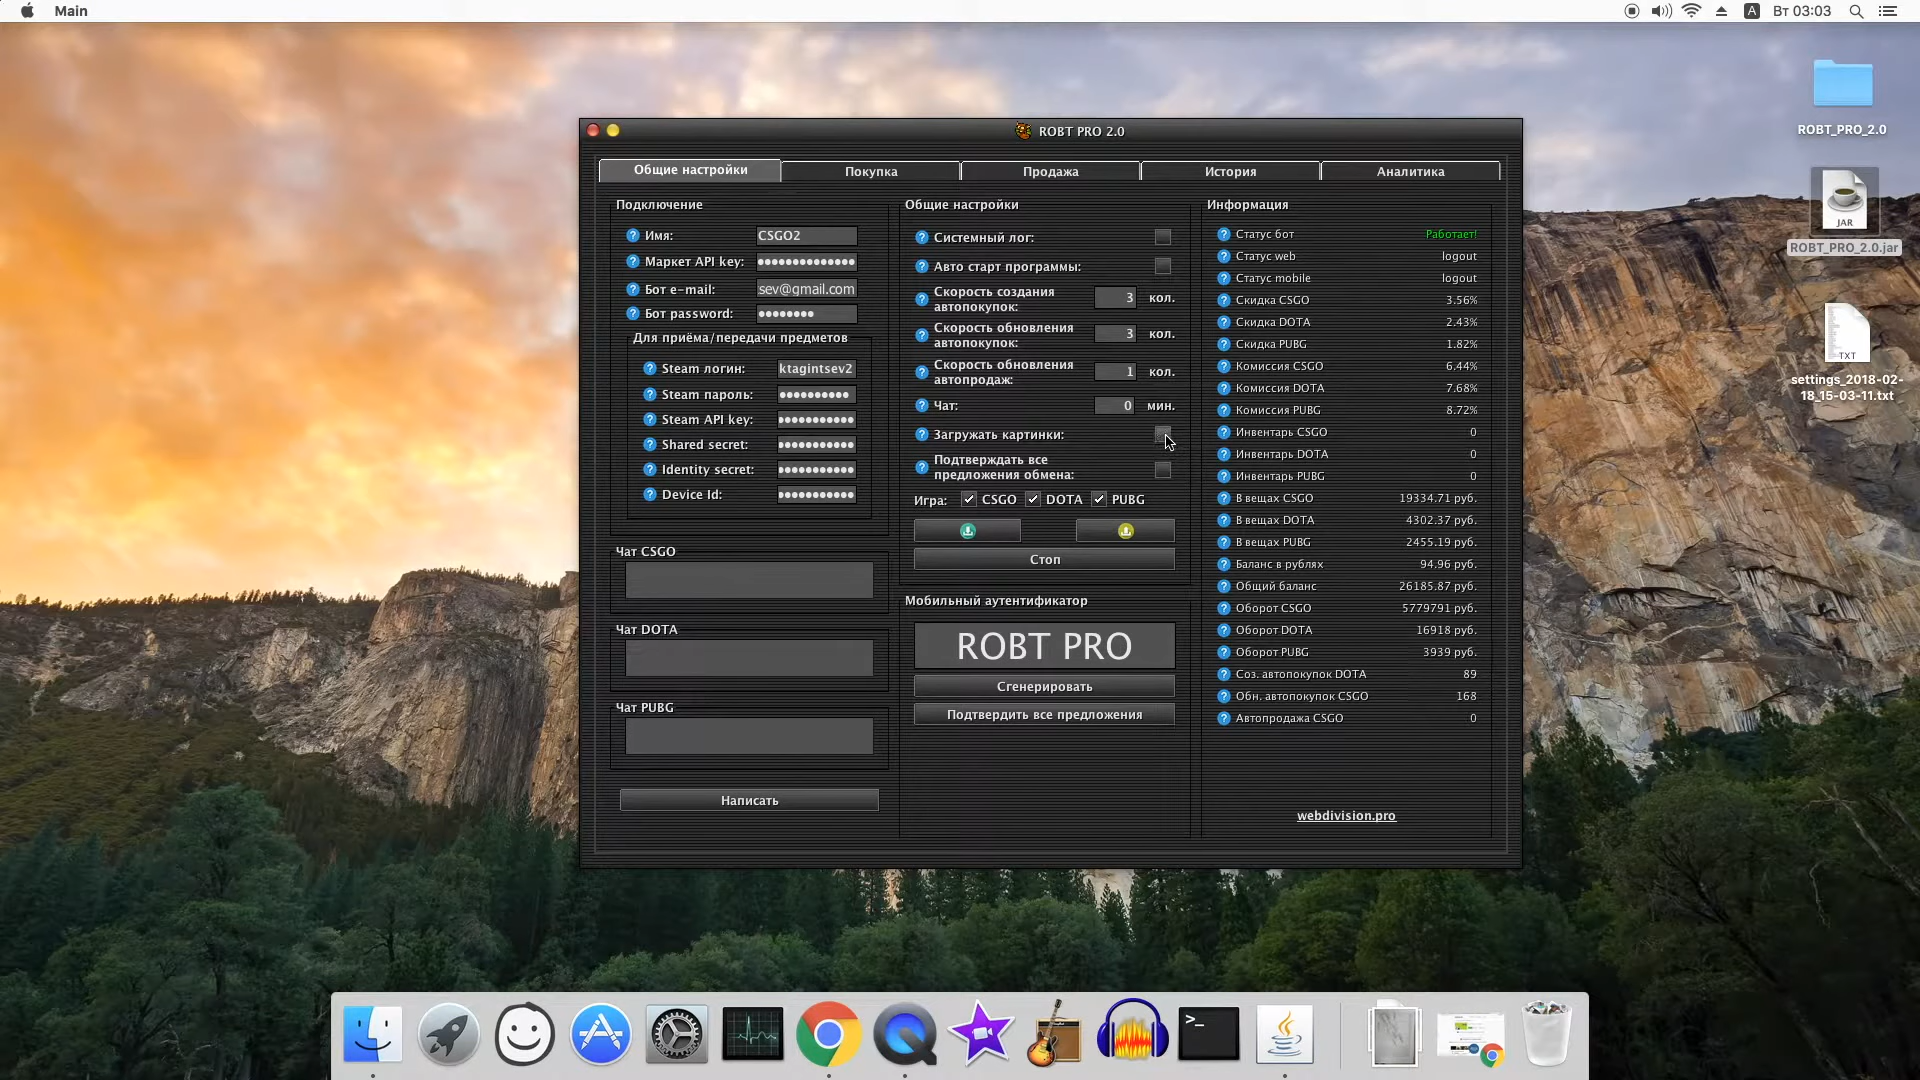 Main
A
Вт 03:03
ROBT_PRO_2.0
JAR
ROBT_PRO_2.0.jar
TXT
settings_2018-02-
18_15-03-11.txt
ROBT PRO 2.0
Общие настройки
Покупка
Продажа
История
Аналитика
Подключение
Имя: CSGO2
Маркет API key:
Бот e-mail: sev@gmail.com
Бот password:
Для приёма/передачи предметов
Steam логин: ktagintsev2
Steam пароль:
Steam API key:
Shared secret:
Identity secret:
Device Id:
Чат CSGO
Чат DOTA
Чат PUBG
Написать
Общие настройки
Системный лог:
Авто старт программы:
Скорость создания
автопокупок: 3 кол.
Скорость обновления
автопокупок: 3 кол.
Скорость обновления
автопродаж: 1 кол.
Чат: 0 мин.
Загружать картинки:
Подтверждать все
предложения обмена:
Игра: CSGO DOTA PUBG
Стоп
Мобильный аутентификатор
ROBT PRO
Сгенерировать
Подтвердить все предложения
Информация
Статус бот Работает!
Статус web logout
Статус mobile logout
Скидка CSGO 3.56%
Скидка DOTA 2.43%
Скидка PUBG 1.82%
Комиссия CSGO 6.44%
Комиссия DOTA 7.68%
Комиссия PUBG 8.72%
Инвентарь CSGO 0
Инвентарь DOTA 0
Инвентарь PUBG 0
В вещах CSGO 19334.71 руб.
В вещах DOTA 4302.37 руб.
В вещах PUBG 2455.19 руб.
Баланс в рублях 94.96 руб.
Общий баланс 26185.87 руб.
Оборот CSGO 5779791 руб.
Оборот DOTA 16918 руб.
Оборот PUBG 3939 руб.
Соз. автопокупок DOTA 89
Обн. автопокупок CSGO 168
Автопродажа CSGO 0
webdivision.pro